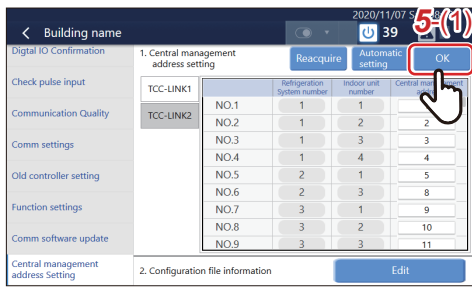 2020/11/07 S
Building name
39
5-(1)
Digtal IO Confirmation
Check pulse input
Communication Quality
Comm settings
Old controller setting
Function settings
Comm software update
Central management
address Setting
1. Central management
address setting
Reacquire
Automatic
setting
OK
TCC-LINK1
TCC-LINK2
Refrigeration
System number
Indoor unit
number
Central management
NO.1 1 1
NO.2 1 2 2
NO.3 1 3 3
NO.4 1 4 4
NO.5 2 1 5
NO.6 2 3 8
NO.7 3 1 9
NO.8 3 2 10
NO.9 3 3 11
2. Configuration file information
Edit